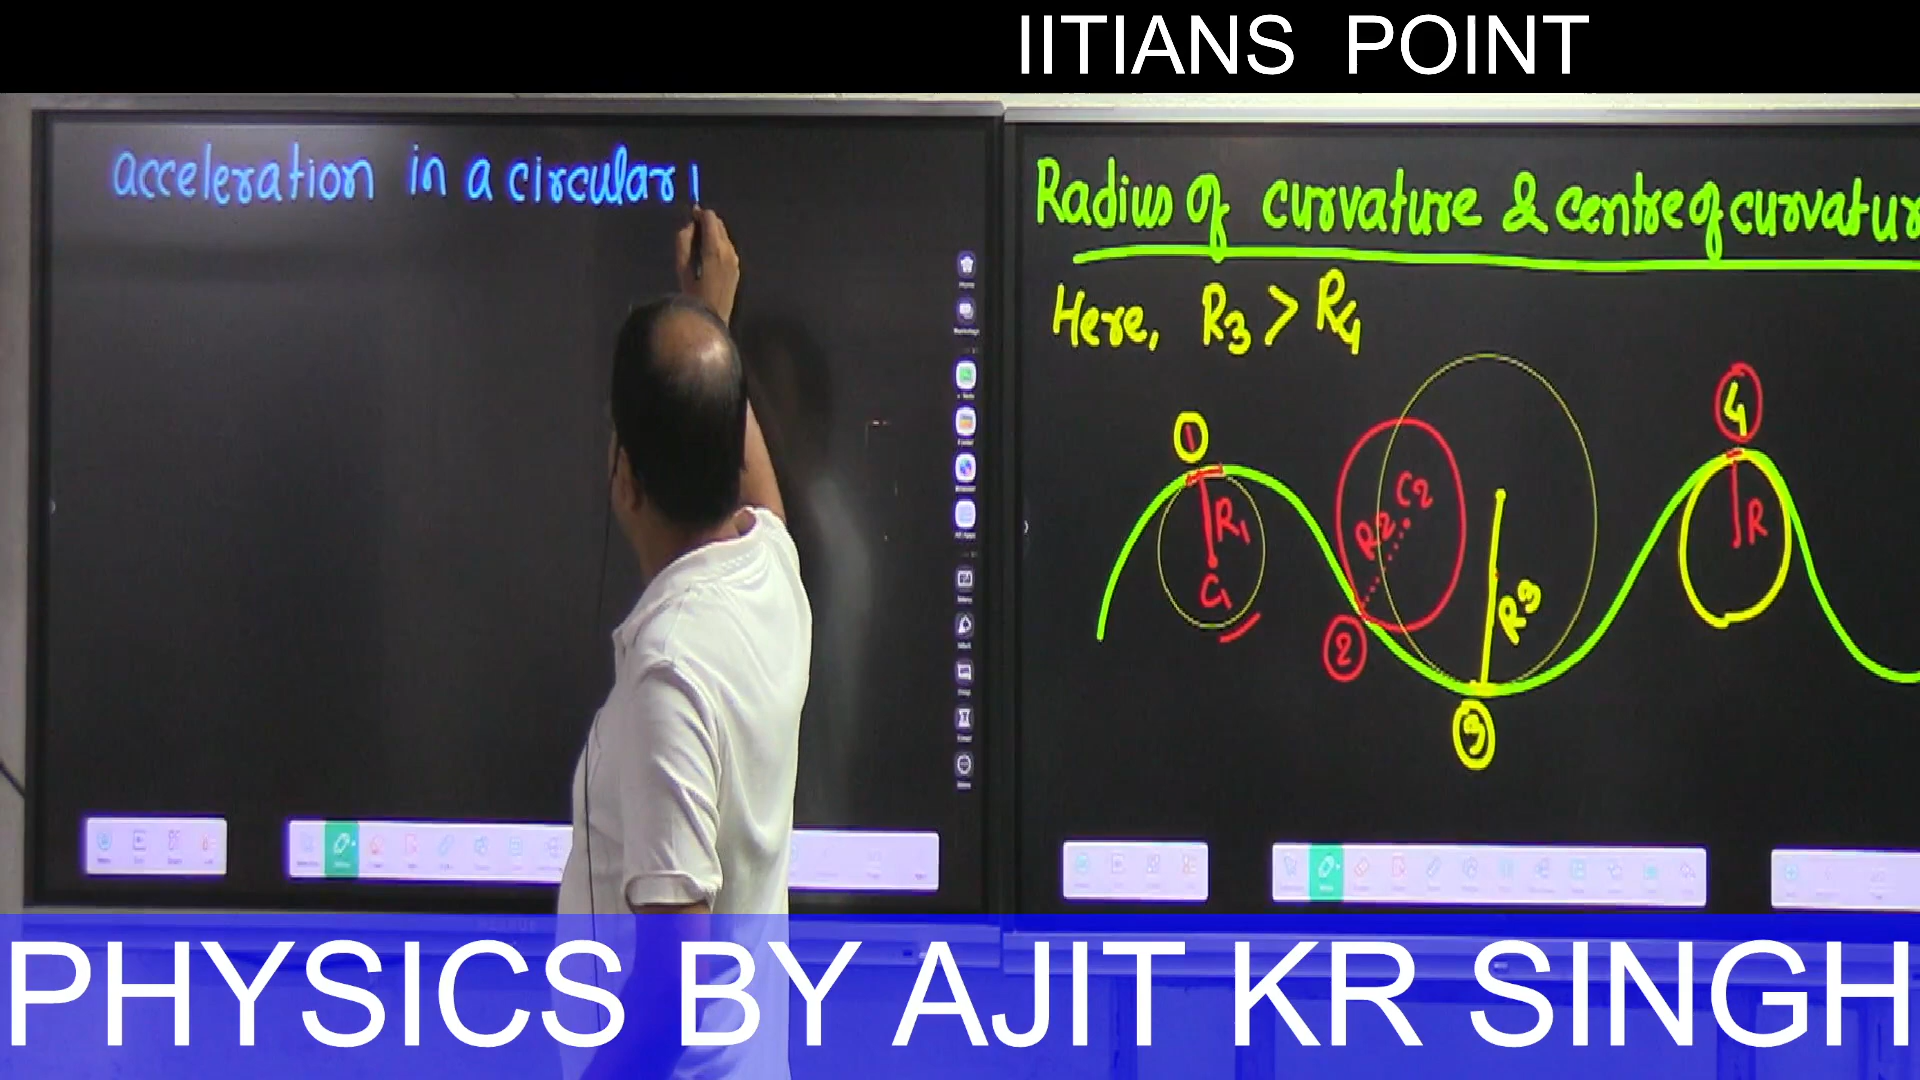 IITIANS POINT
acceleration in a circular
Radius of curvature & centre of curvatur
Here, R3 > R4
1
4
C2
R2
R1
R
C1
R3
2
3
PHYSICS BY AJIT KR SINGH